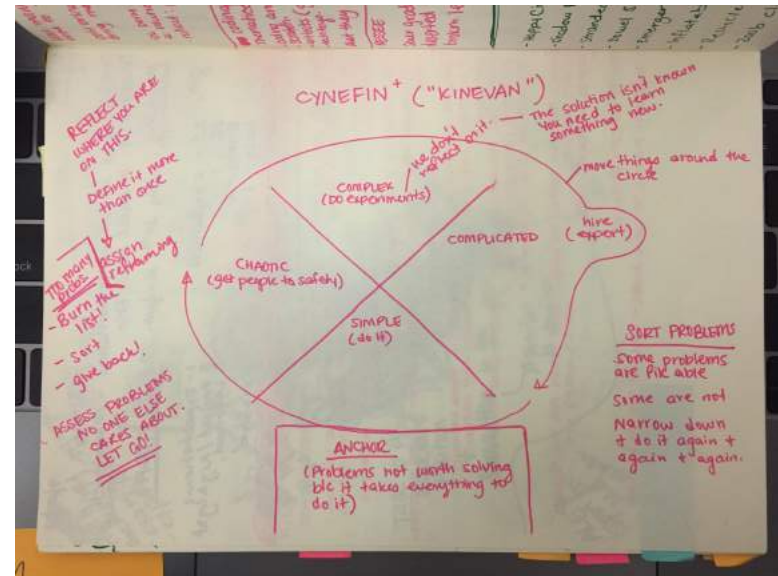 CYNEFIN+ ("KINEVAN")
REFLECT
WHERE YOU ARE
ON THIS.
Define it more
than once
assign
reframing
Too many
probs
- Burn the
list!
- sort
- give back!
ASSESS PROBLEMS
NO ONE ELSE
CARES ABOUT.
LET GO!
COMPLEX
(DO experiments)
we don't
reflect on it.
The solution isn't known
You need to learn
something new.
move things around the
circle
COMPLICATED
hire
(expert)
CHAOTIC
(get people to safety)
SIMPLE
(do it)
ANCHOR
(Problems not worth solving
b/c it takes everything to
do it)
SORT PROBLEMS
- some problems
are fixable
Some are not
Narrow down
+ do it again +
again + again.